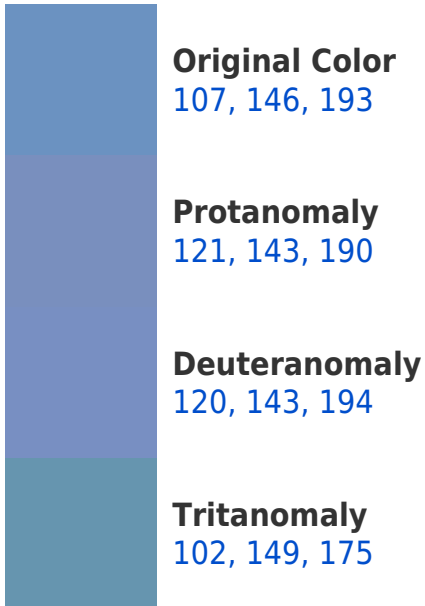 Original Color
107, 146, 193
Protanomaly
121, 143, 190
Deuteranomaly
120, 143, 194
Tritanomaly
102, 149, 175